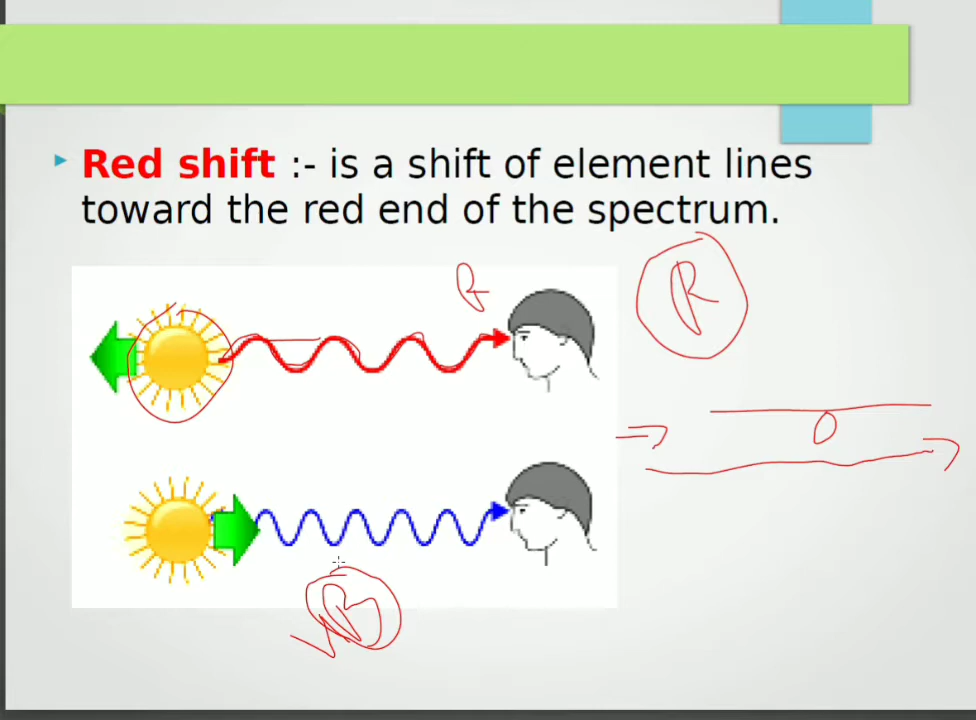 Red shift :- is a shift of element lines
toward the red end of the spectrum.
R
R
B